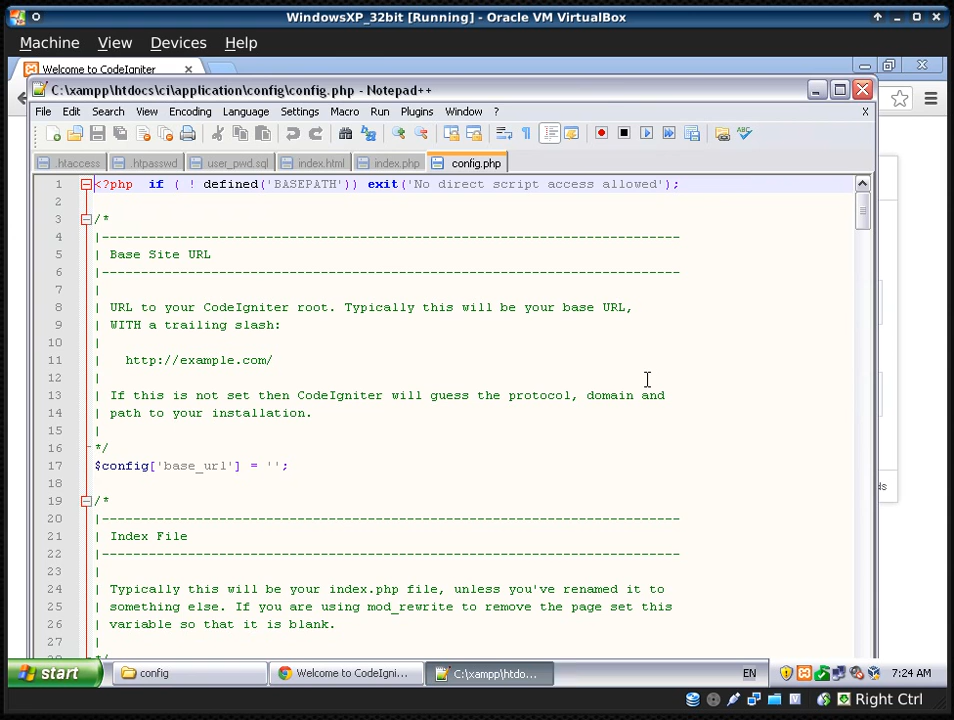 WindowsXP_32bit [Running] - Oracle VM VirtualBox
Machine View Devices Help
Welcome to CodeIgniter
C:\xampp\htdocs\ci\application\config\config.php - Notepad++
File Edit Search View Encoding Language Settings Macro Run Plugins Window ? X
.htaccess .htpasswd user_pwd.sql index.html index.php config.php
1 <?php if ( ! defined('BASEPATH')) exit('No direct script access allowed');
2
3 /*
4 |--------------------------------------------------------------------------
5 | Base Site URL
6 |--------------------------------------------------------------------------
7 |
8 | URL to your CodeIgniter root. Typically this will be your base URL,
9 | WITH a trailing slash:
10 |
11 | http://example.com/
12 |
13 | If this is not set then CodeIgniter will guess the protocol, domain and
14 | path to your installation.
15 |
16 */
17 $config['base_url'] = '';
18
19 /*
20 |--------------------------------------------------------------------------
21 | Index File
22 |--------------------------------------------------------------------------
23 |
24 | Typically this will be your index.php file, unless you've renamed it to
25 | something else. If you are using mod_rewrite to remove the page set this
26 | variable so that it is blank.
27 |
ds
start config Welcome to CodeIgni... C:\xampp\htdo... EN 7:24 AM
Right Ctrl